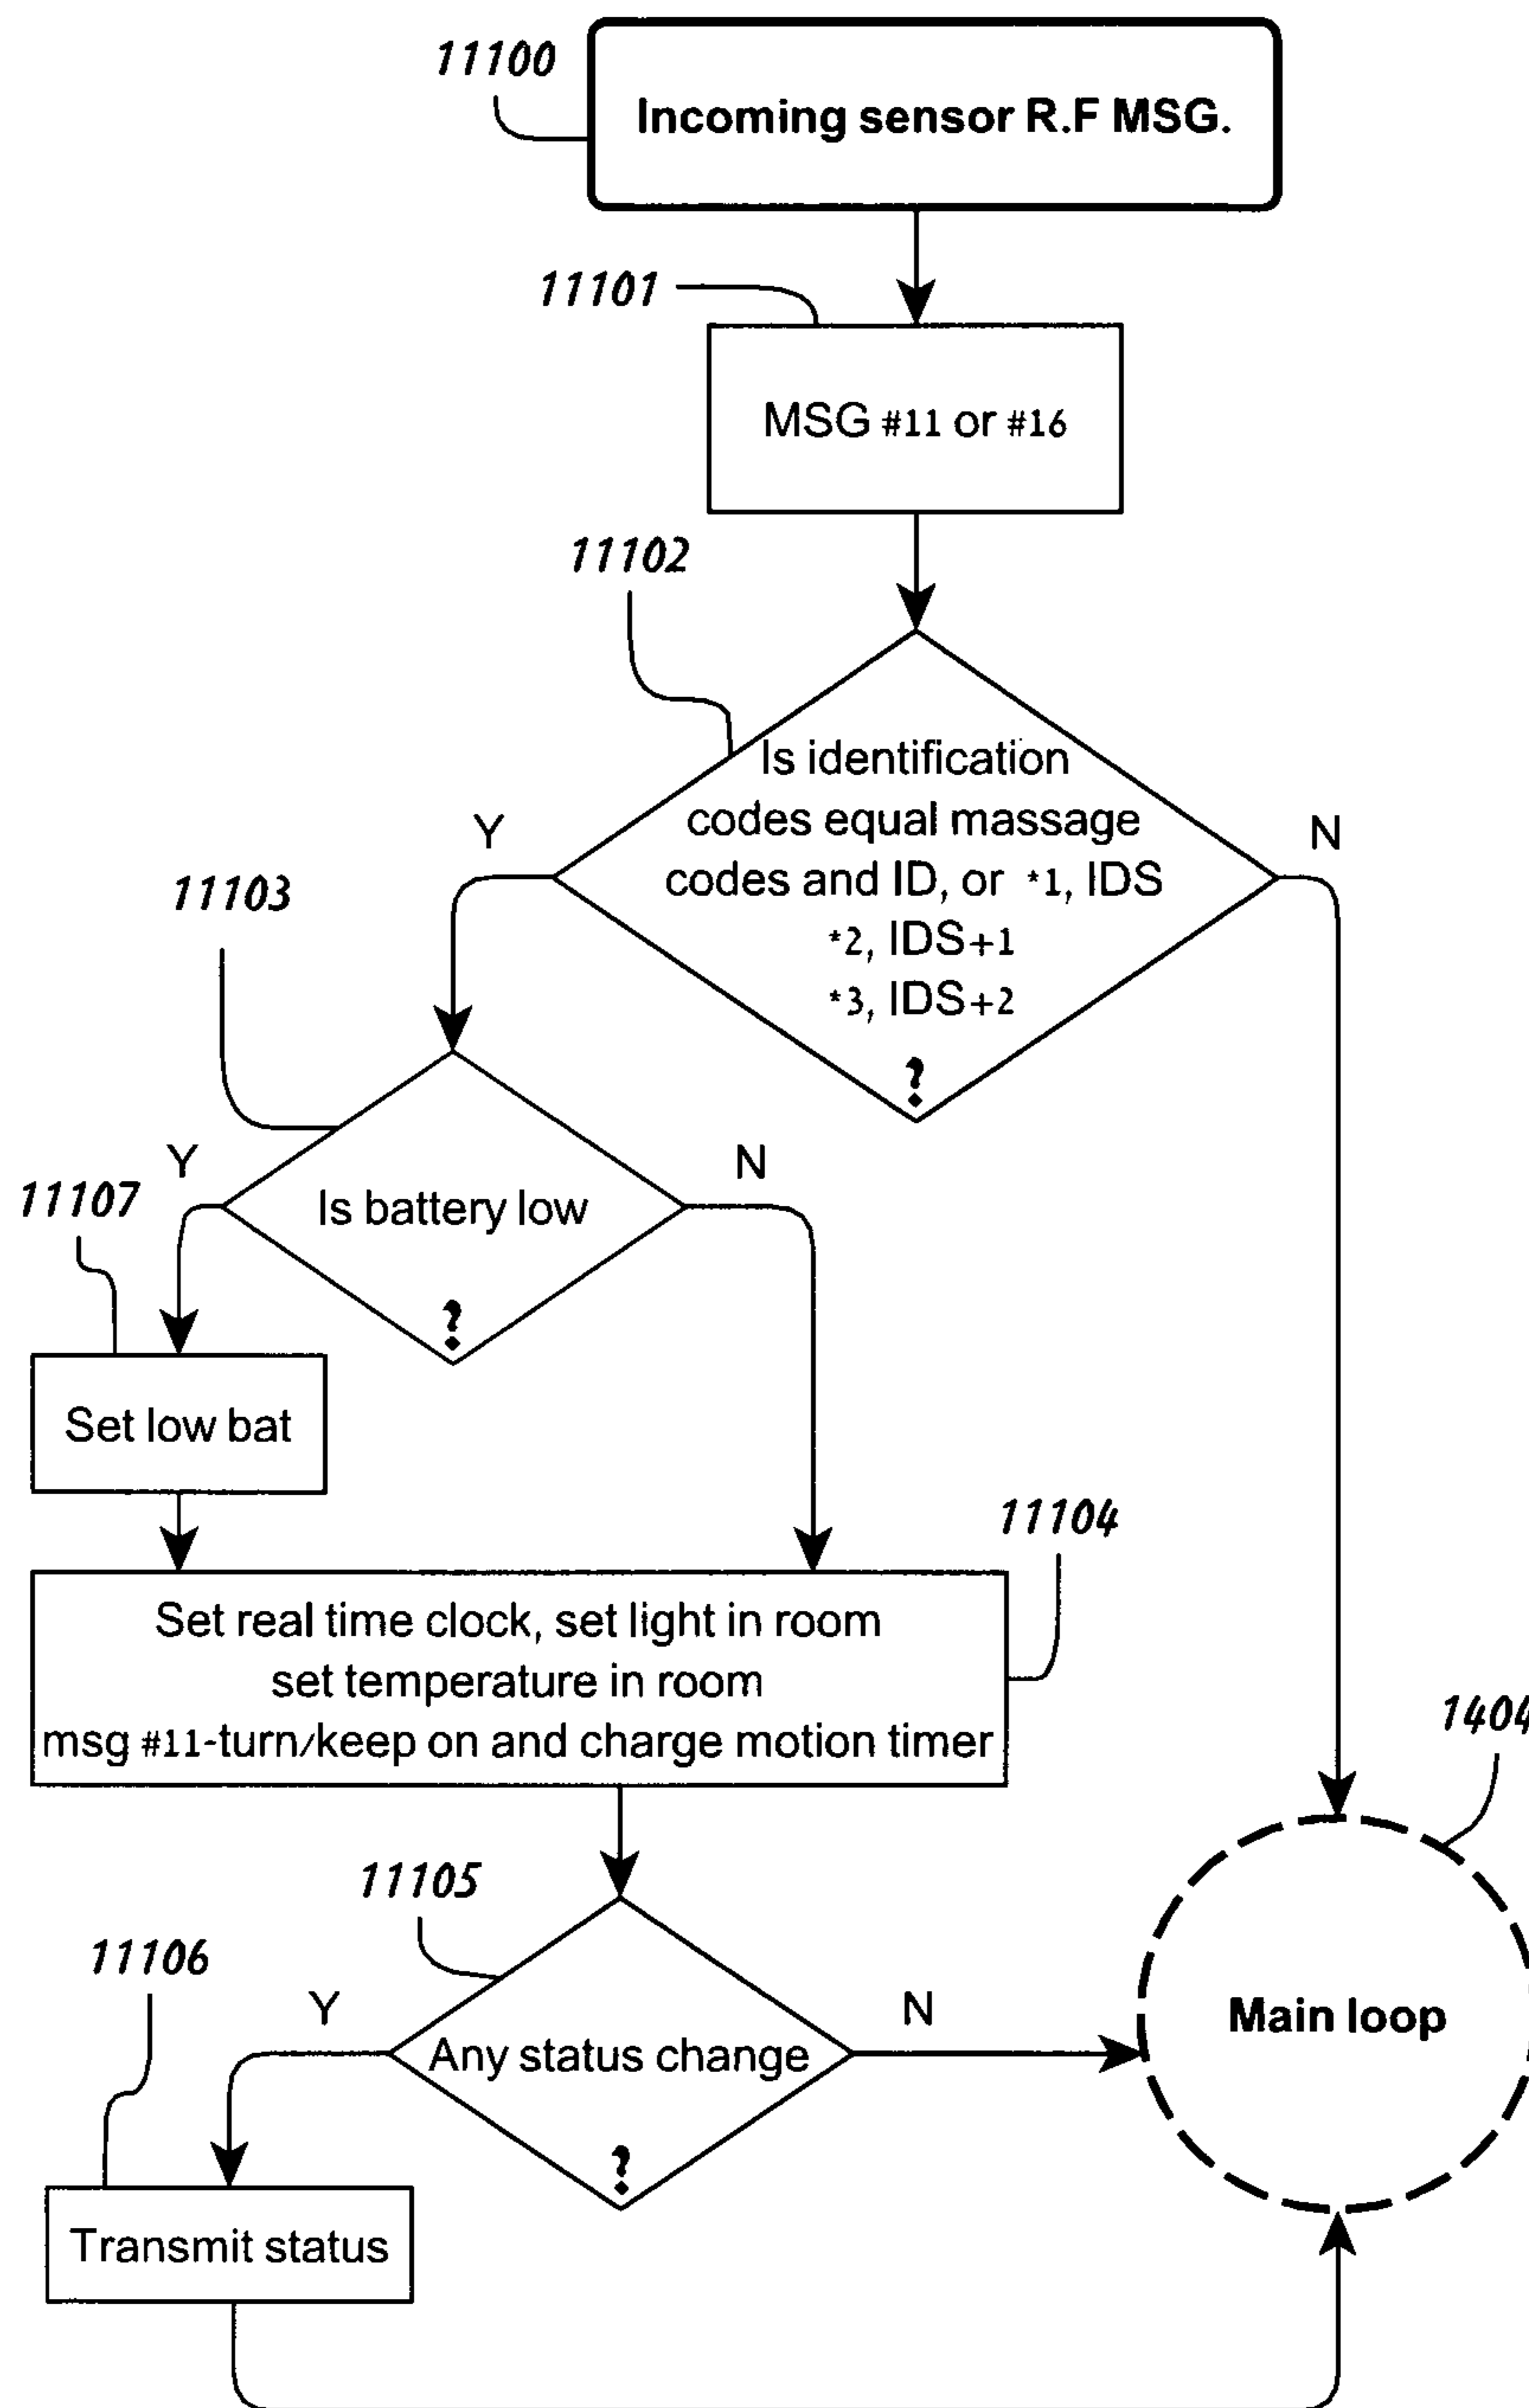 11100
Incoming sensor R.F MSG.
11101
MSG #11 or #16
11102
Is identification
codes equal massage
codes and ID, or *1, IDS
*2, IDS+1
*3, IDS+2
?
Y
N
11103
Y
N
11107
Is battery low
?
Set low bat
11104
Set real time clock, set light in room
set temperature in room
msg #11-turn/keep on and charge motion timer
1404
11105
11106
Y
N
Any status change
?
Main loop
Transmit status